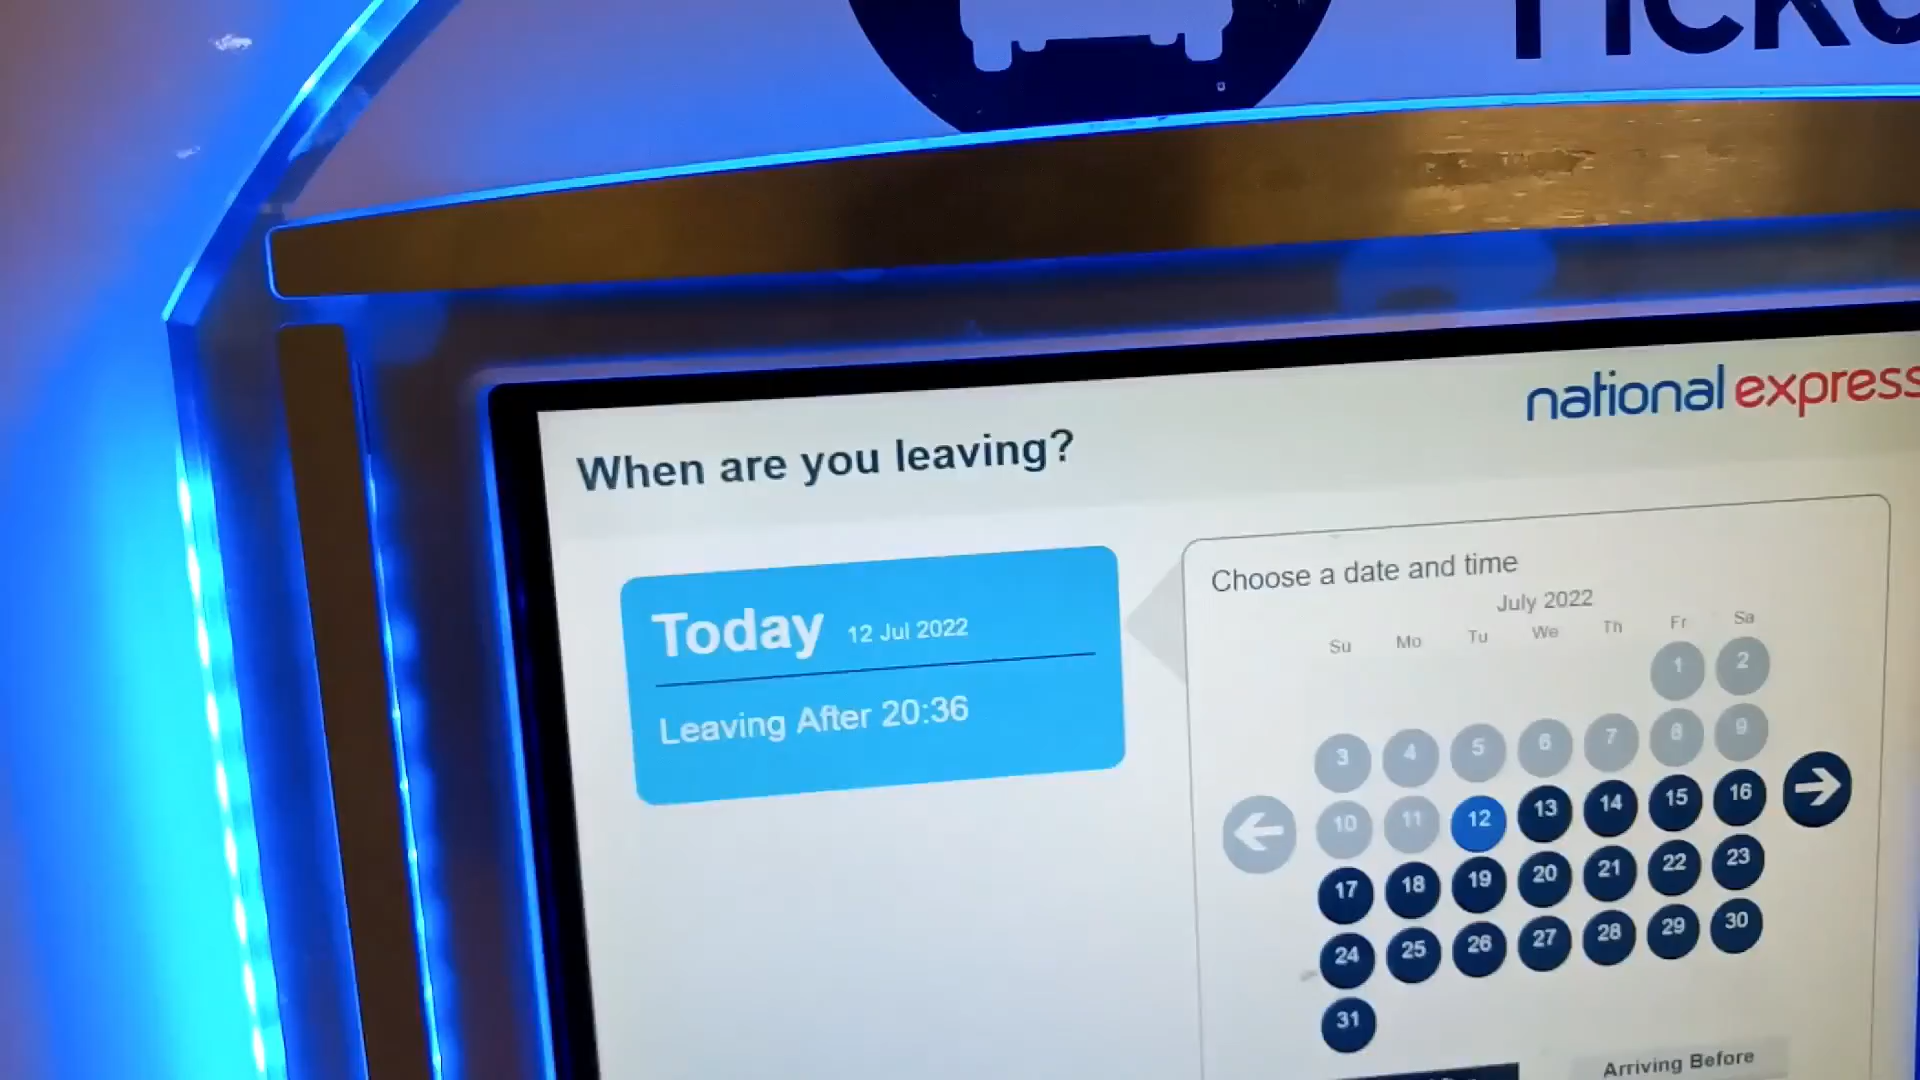 national express
When are you leaving?
Today 12 Jul 2022
Leaving After 20:36
Choose a date and time
July 2022
Su Mo Tu We Th Fr Sa
1 2
3 4 5 6 7 8 9
10 11 12 13 14 15 16
17 18 19 20 21 22 23
24 25 26 27 28 29 30
31
Arriving Before